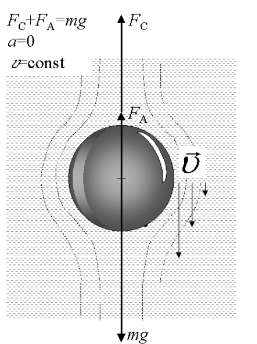 F_C+F_A=mg
a=0
υ=const
F_C
F_A
υ⃗
mg